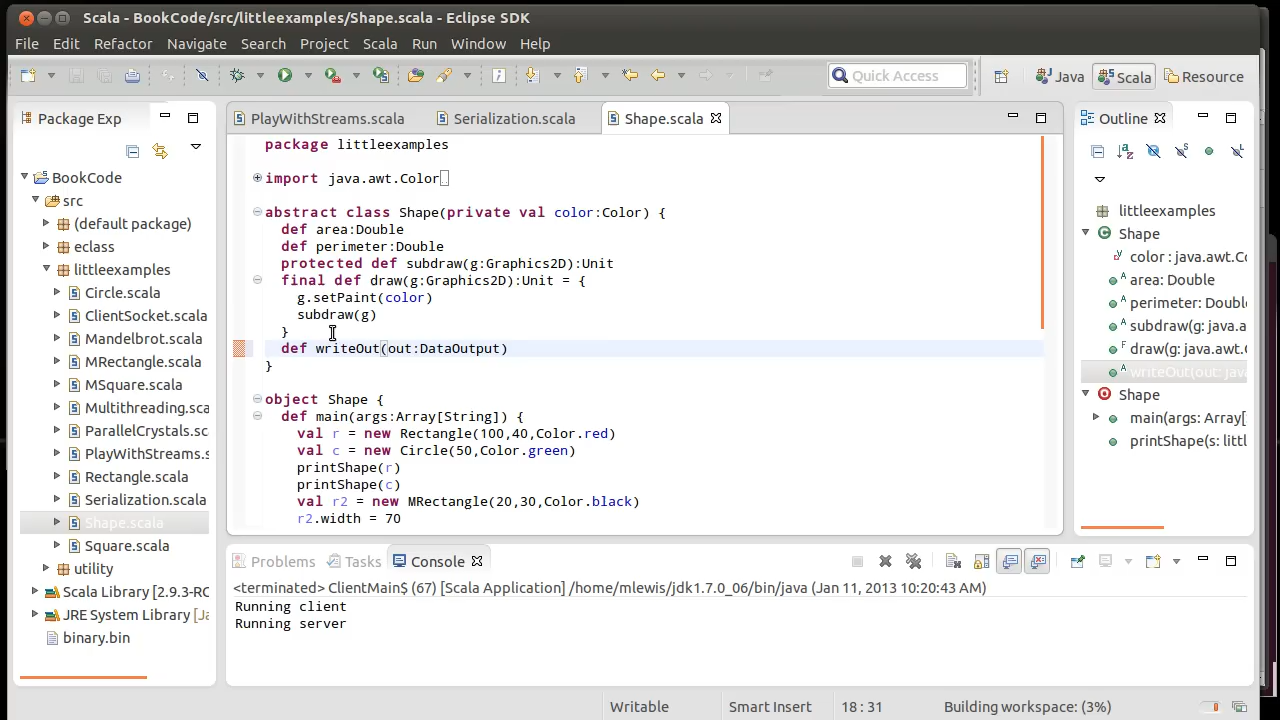 Scala - BookCode/src/littleexamples/Shape.scala - Eclipse SDK
File Edit Refactor Navigate Search Project Scala Run Window Help
Quick Access
Java
Scala
Resource
Package Exp
BookCode
src
(default package)
eclass
littleexamples
Circle.scala
ClientSocket.scala
Mandelbrot.scala
MRectangle.scala
MSquare.scala
Multithreading.sca
ParallelCrystals.sc
PlayWithStreams.s
Rectangle.scala
Serialization.scala
Shape.scala
Square.scala
utility
Scala Library [2.9.3-RC
JRE System Library [Ja
binary.bin
PlayWithStreams.scala Serialization.scala Shape.scala
package littleexamples
import java.awt.Color
abstract class Shape(private val color:Color) {
def area:Double
def perimeter:Double
protected def subdraw(g:Graphics2D):Unit
final def draw(g:Graphics2D):Unit = {
g.setPaint(color)
subdraw(g)
}
def writeOut(out:DataOutput)
}
object Shape {
def main(args:Array[String]) {
val r = new Rectangle(100,40,Color.red)
val c = new Circle(50,Color.green)
printShape(r)
printShape(c)
val r2 = new MRectangle(20,30,Color.black)
r2.width = 70
Outline
littleexamples
Shape
color : java.awt.Co
area: Double
perimeter: Double
subdraw(g: java.a
draw(g: java.awt.G
writeOut(out: java
Shape
main(args: Array[
printShape(s: littl
Problems Tasks Console
<terminated> ClientMain$ (67) [Scala Application] /home/mlewis/jdk1.7.0_06/bin/java (Jan 11, 2013 10:20:43 AM)
Running client
Running server
Writable Smart Insert 18 : 31 Building workspace: (3%)